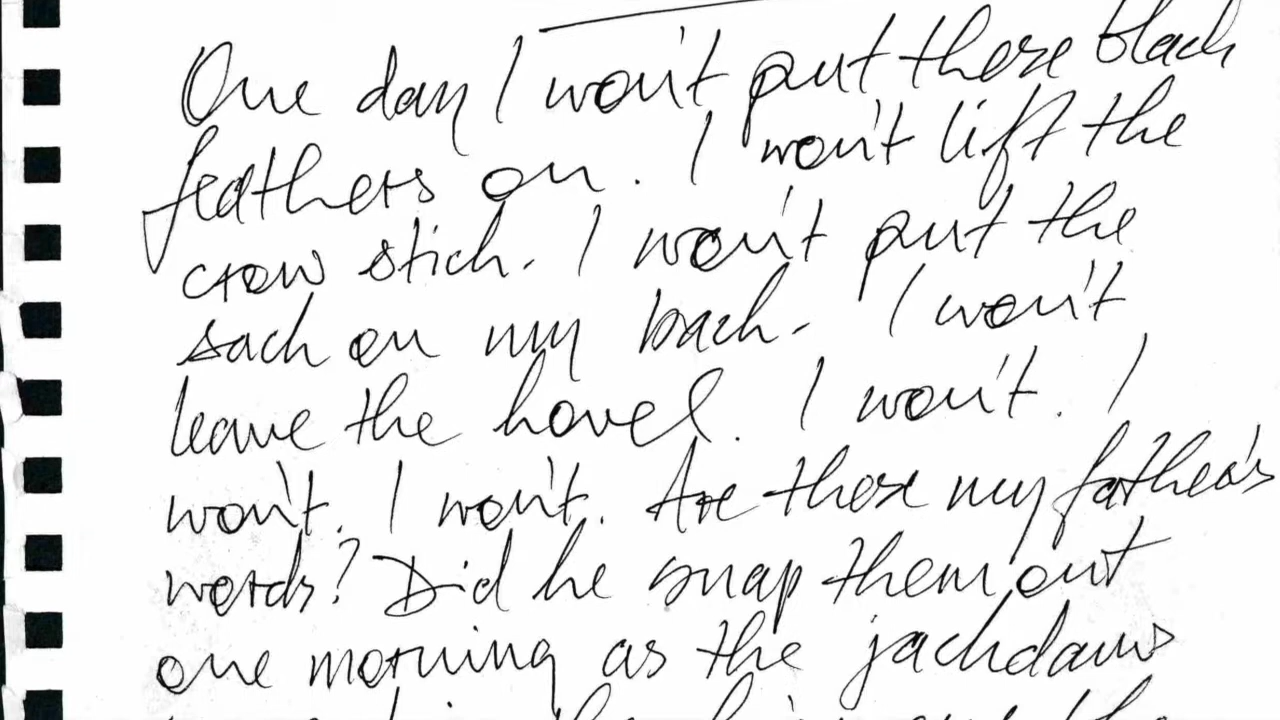 One day I won't put these black
feathers on. I won't lift the
crow stick. I won't put the
sack on my back. I won't
leave the hovel. I won't. I
won't. I won't. Are these my father's
words? Did he snap them out
one morning as the jackdaws